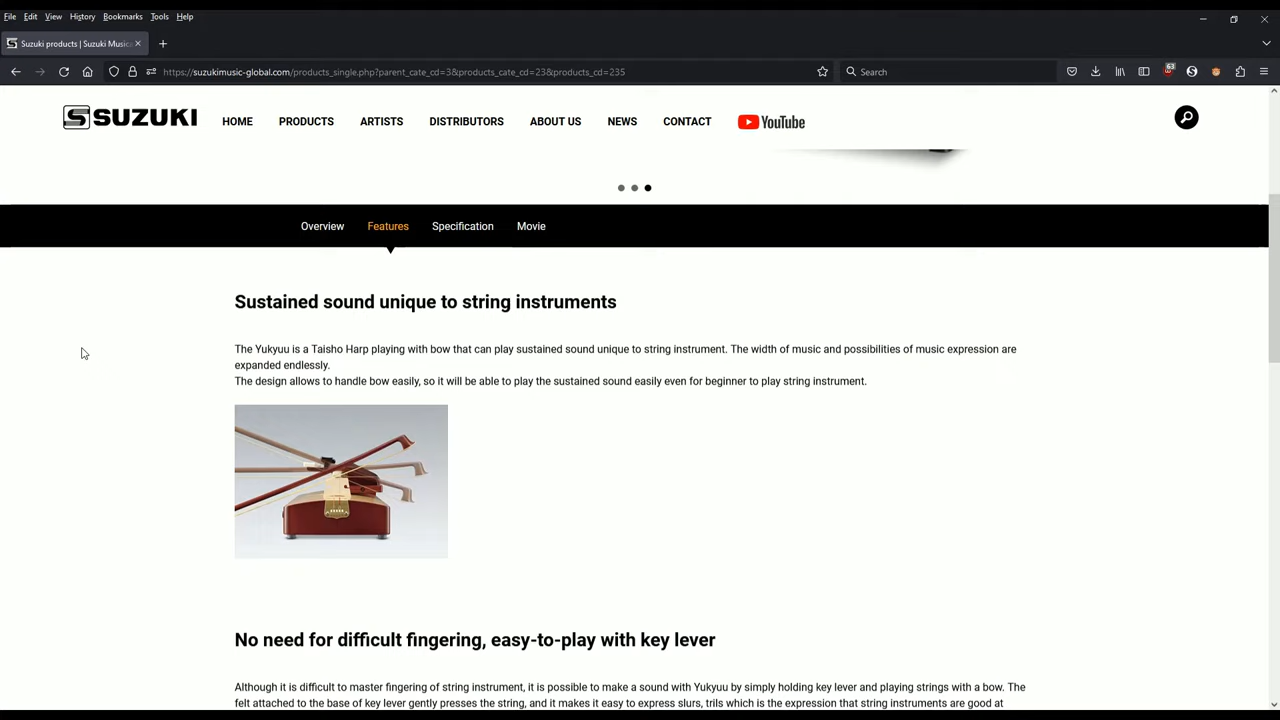 File Edit View History Bookmarks Tools Help
Suzuki products | Suzuki Music
https://suzukimusic-global.com/products_single.php?parent_cate_cd=3&products_cate_cd=23&products_cd=235
Search
63
SUZUKI HOME PRODUCTS ARTISTS DISTRIBUTORS ABOUT US NEWS CONTACT YouTube
Overview Features Specification Movie
Sustained sound unique to string instruments
The Yukyuu is a Taisho Harp playing with bow that can play sustained sound unique to string instrument. The width of music and possibilities of music expression are
expanded endlessly.
The design allows to handle bow easily, so it will be able to play the sustained sound easily even for beginner to play string instrument.
No need for difficult fingering, easy-to-play with key lever
Although it is difficult to master fingering of string instrument, it is possible to make a sound with Yukyuu by simply holding key lever and playing strings with a bow. The
felt attached to the base of key lever gently presses the string, and it makes it easy to express slurs, trils which is the expression that string instruments are good at